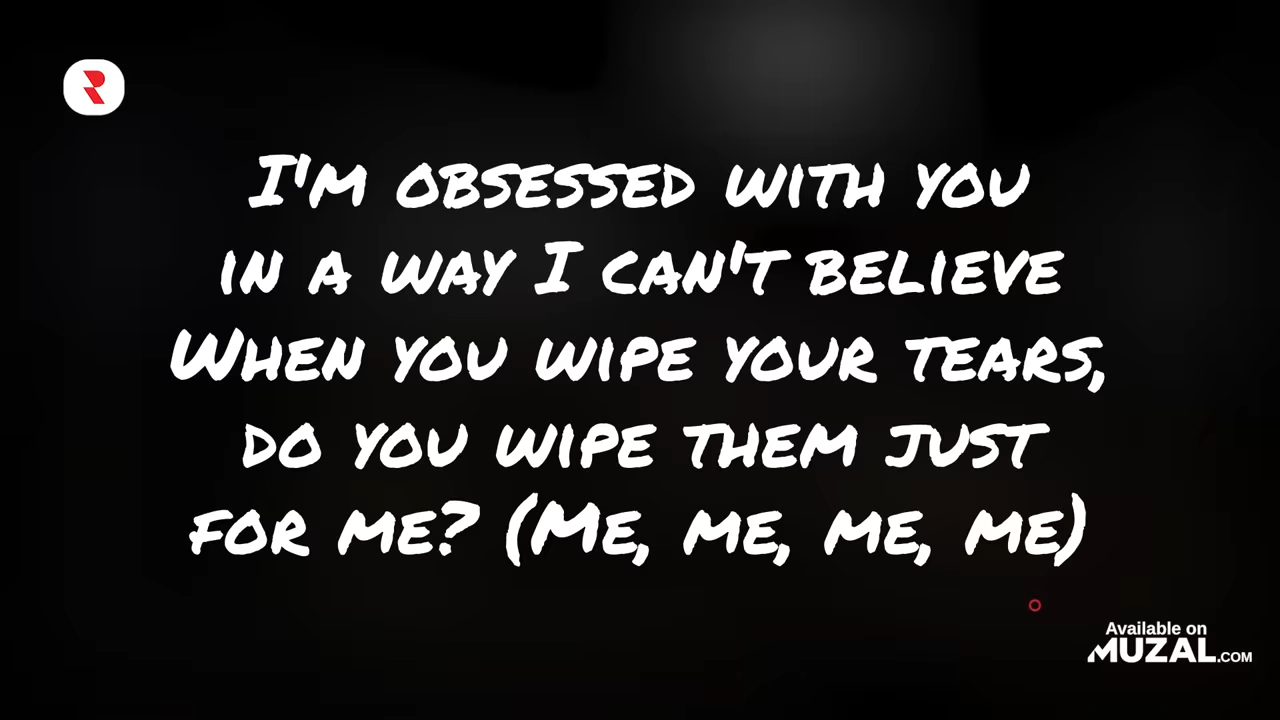 I'm obsessed with you
in a way I can't believe
When you wipe your tears,
do you wipe them just
for me? (Me, me, me, me)
Available on
MUZAL.COM